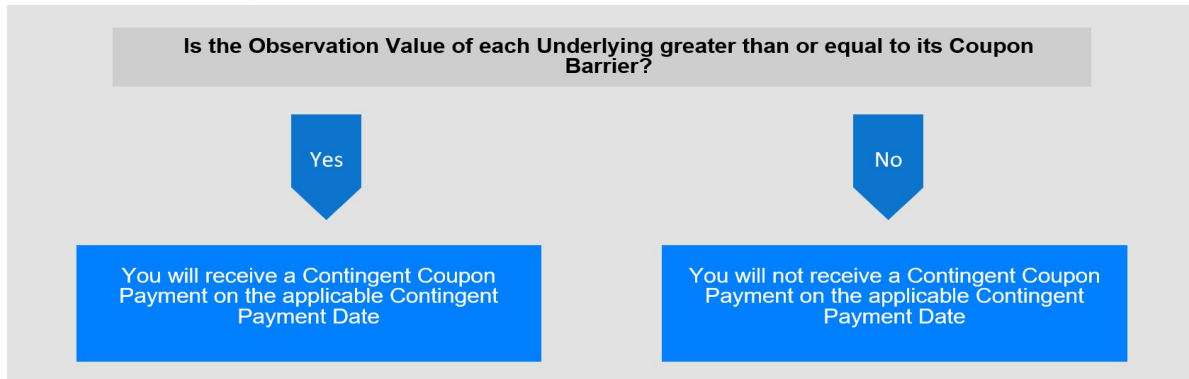 Is the Observation Value of each Underlying greater than or equal to its Coupon
Barrier?
Yes
No
You will receive a Contingent Coupon
Payment on the applicable Contingent
Payment Date
You will not receive a Contingent Coupon
Payment on the applicable Contingent
Payment Date